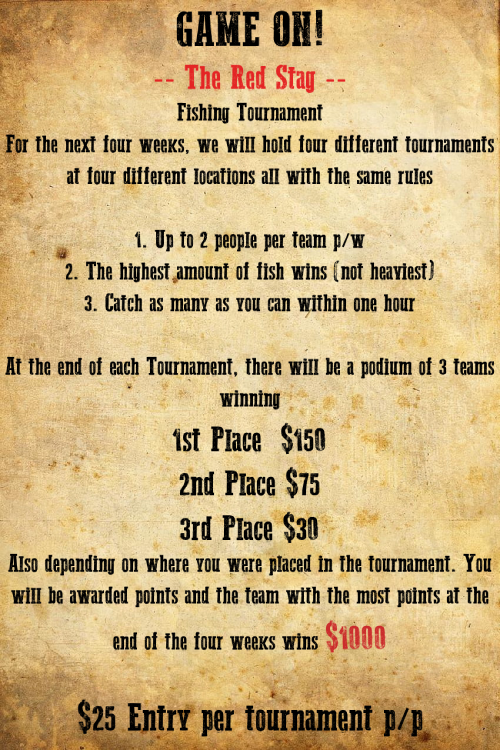 GAME ON!
-- The Red Stag --
Fishing Tournament
For the next four weeks, we will hold four different tournaments
at four different locations all with the same rules
1. Up to 2 people per team p/w
2. The highest amount of fish wins (not heaviest)
3. Catch as many as you can within one hour
At the end of each Tournament, there will be a podium of 3 teams
winning
1st Place $150
2nd Place $75
3rd Place $30
Also depending on where you were placed in the tournament. You
will be awarded points and the team with the most points at the
end of the four weeks wins $1000
$25 Entry per tournament p/p